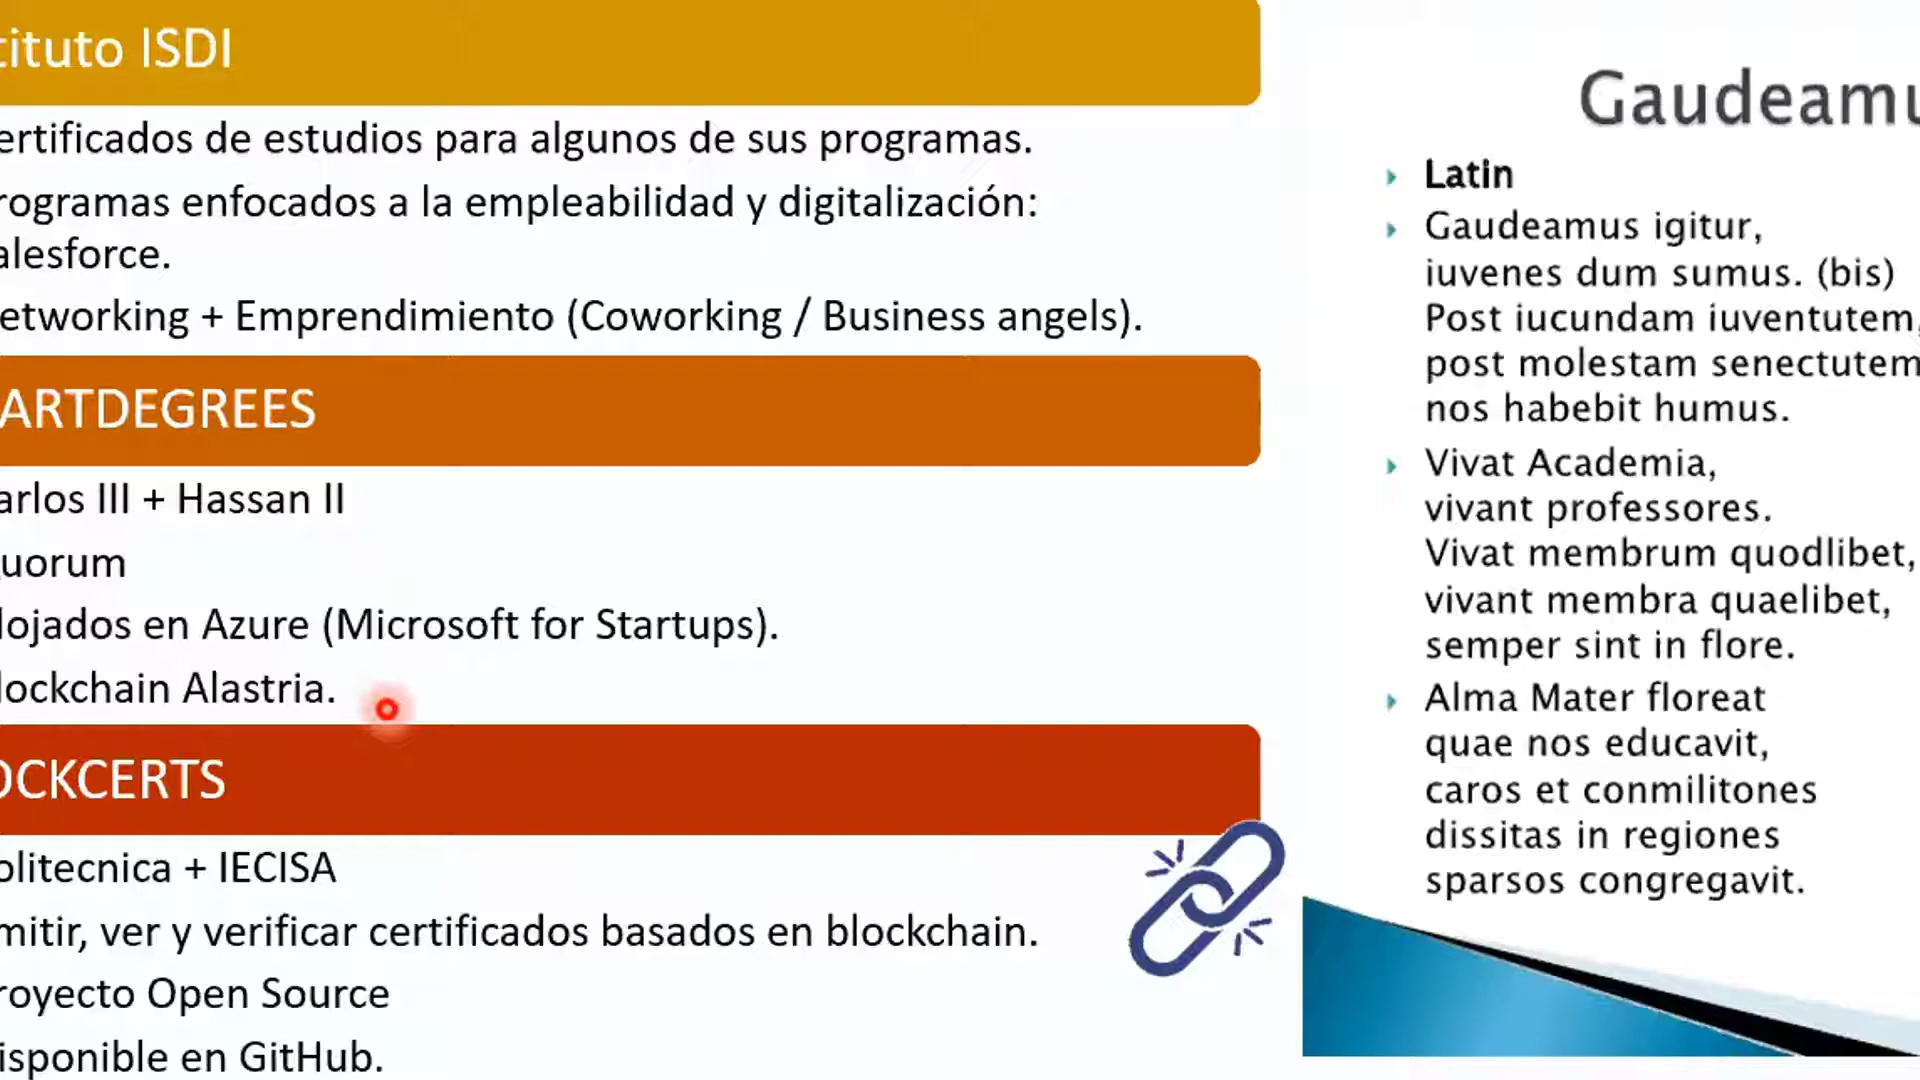 tituto ISDI
ertificados de estudios para algunos de sus programas.
rogramas enfocados a la empleabilidad y digitalización:
alesforce.
etworking + Emprendimiento (Coworking / Business angels).
ARTDEGREES
arlos III + Hassan II
uorum
lojados en Azure (Microsoft for Startups).
lockchain Alastria.
OCKCERTS
olitecnica + IECISA
mitir, ver y verificar certificados basados en blockchain.
royecto Open Source
isponible en GitHub.
Gaudeamu
Latin
Gaudeamus igitur,
iuvenes dum sumus. (bis)
Post iucundam iuventutem,
post molestam senectutem
nos habebit humus.
Vivat Academia,
vivant professores.
Vivat membrum quodlibet,
vivant membra quaelibet,
semper sint in flore.
Alma Mater floreat
quae nos educavit,
caros et conmilitones
dissitas in regiones
sparsos congregavit.